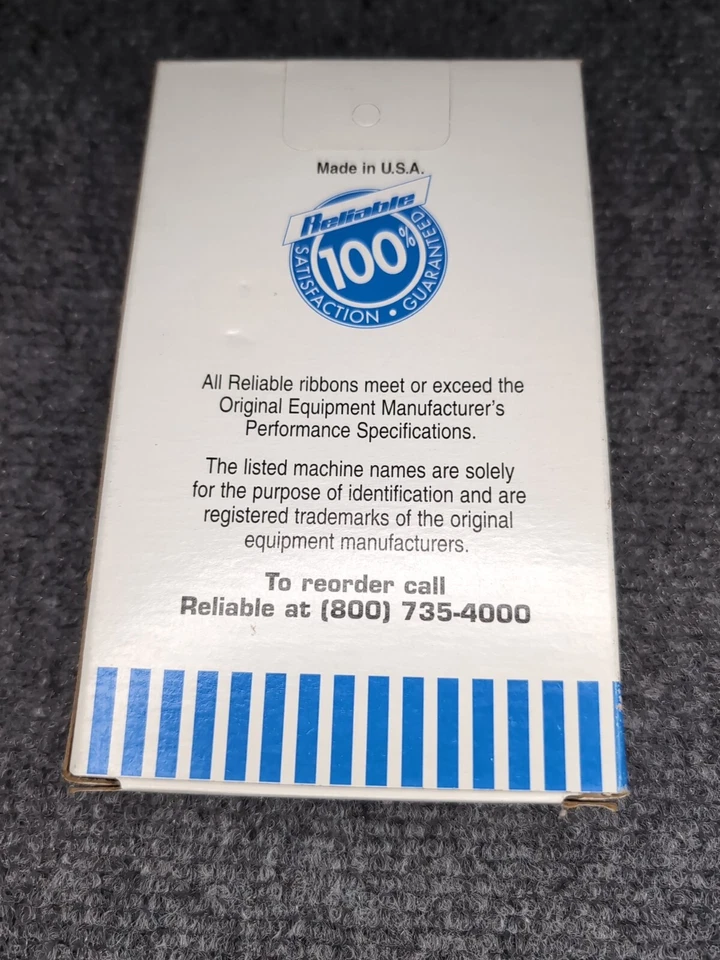 Made in U.S.A.
Reliable
100%
SATISFACTION • GUARANTEED
All Reliable ribbons meet or exceed the
Original Equipment Manufacturer's
Performance Specifications.
The listed machine names are solely
for the purpose of identification and are
registered trademarks of the original
equipment manufacturers.
To reorder call
Reliable at (800) 735-4000